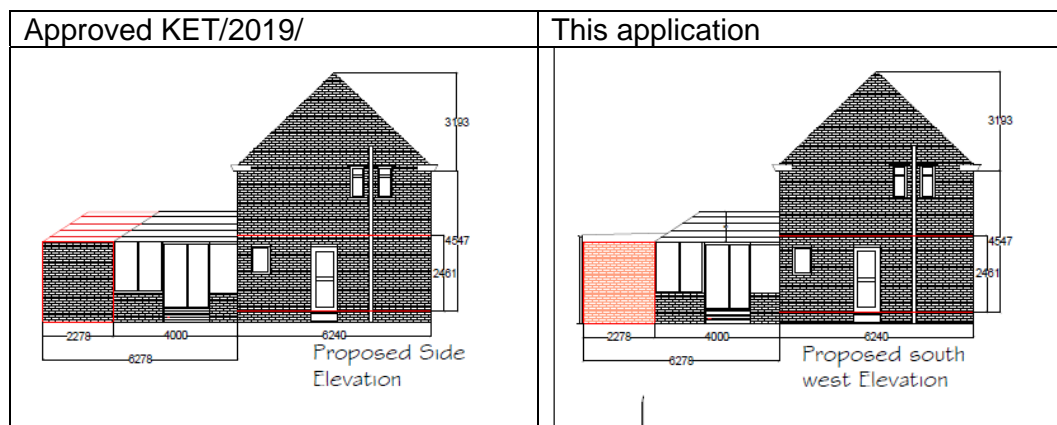 Approved KET/2019/
This application
3193
4547
2461
2278
4000
6240
6278
Proposed Side
Elevation
3193
4547
2461
2278
4000
6240
6278
Proposed south
west Elevation